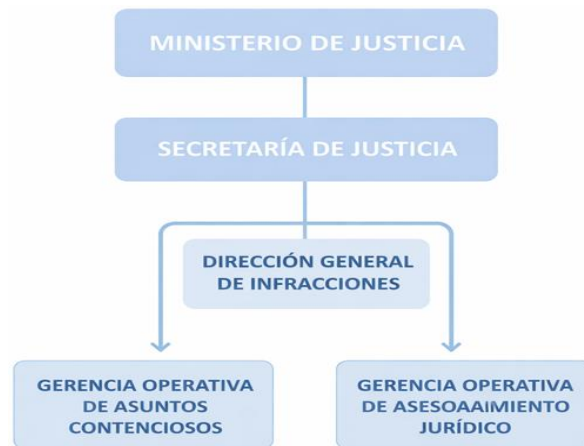 MINISTERIO DE JUSTICIA
SECRETARÍA DE JUSTICIA
DIRECCIÓN GENERAL
DE INFRACCIONES
GERENCIA OPERATIVA
DE ASUNTOS
CONTENCIOSOS
GERENCIA OPERATIVA
DE ASESOAAIMIENTO
JURÍDICO